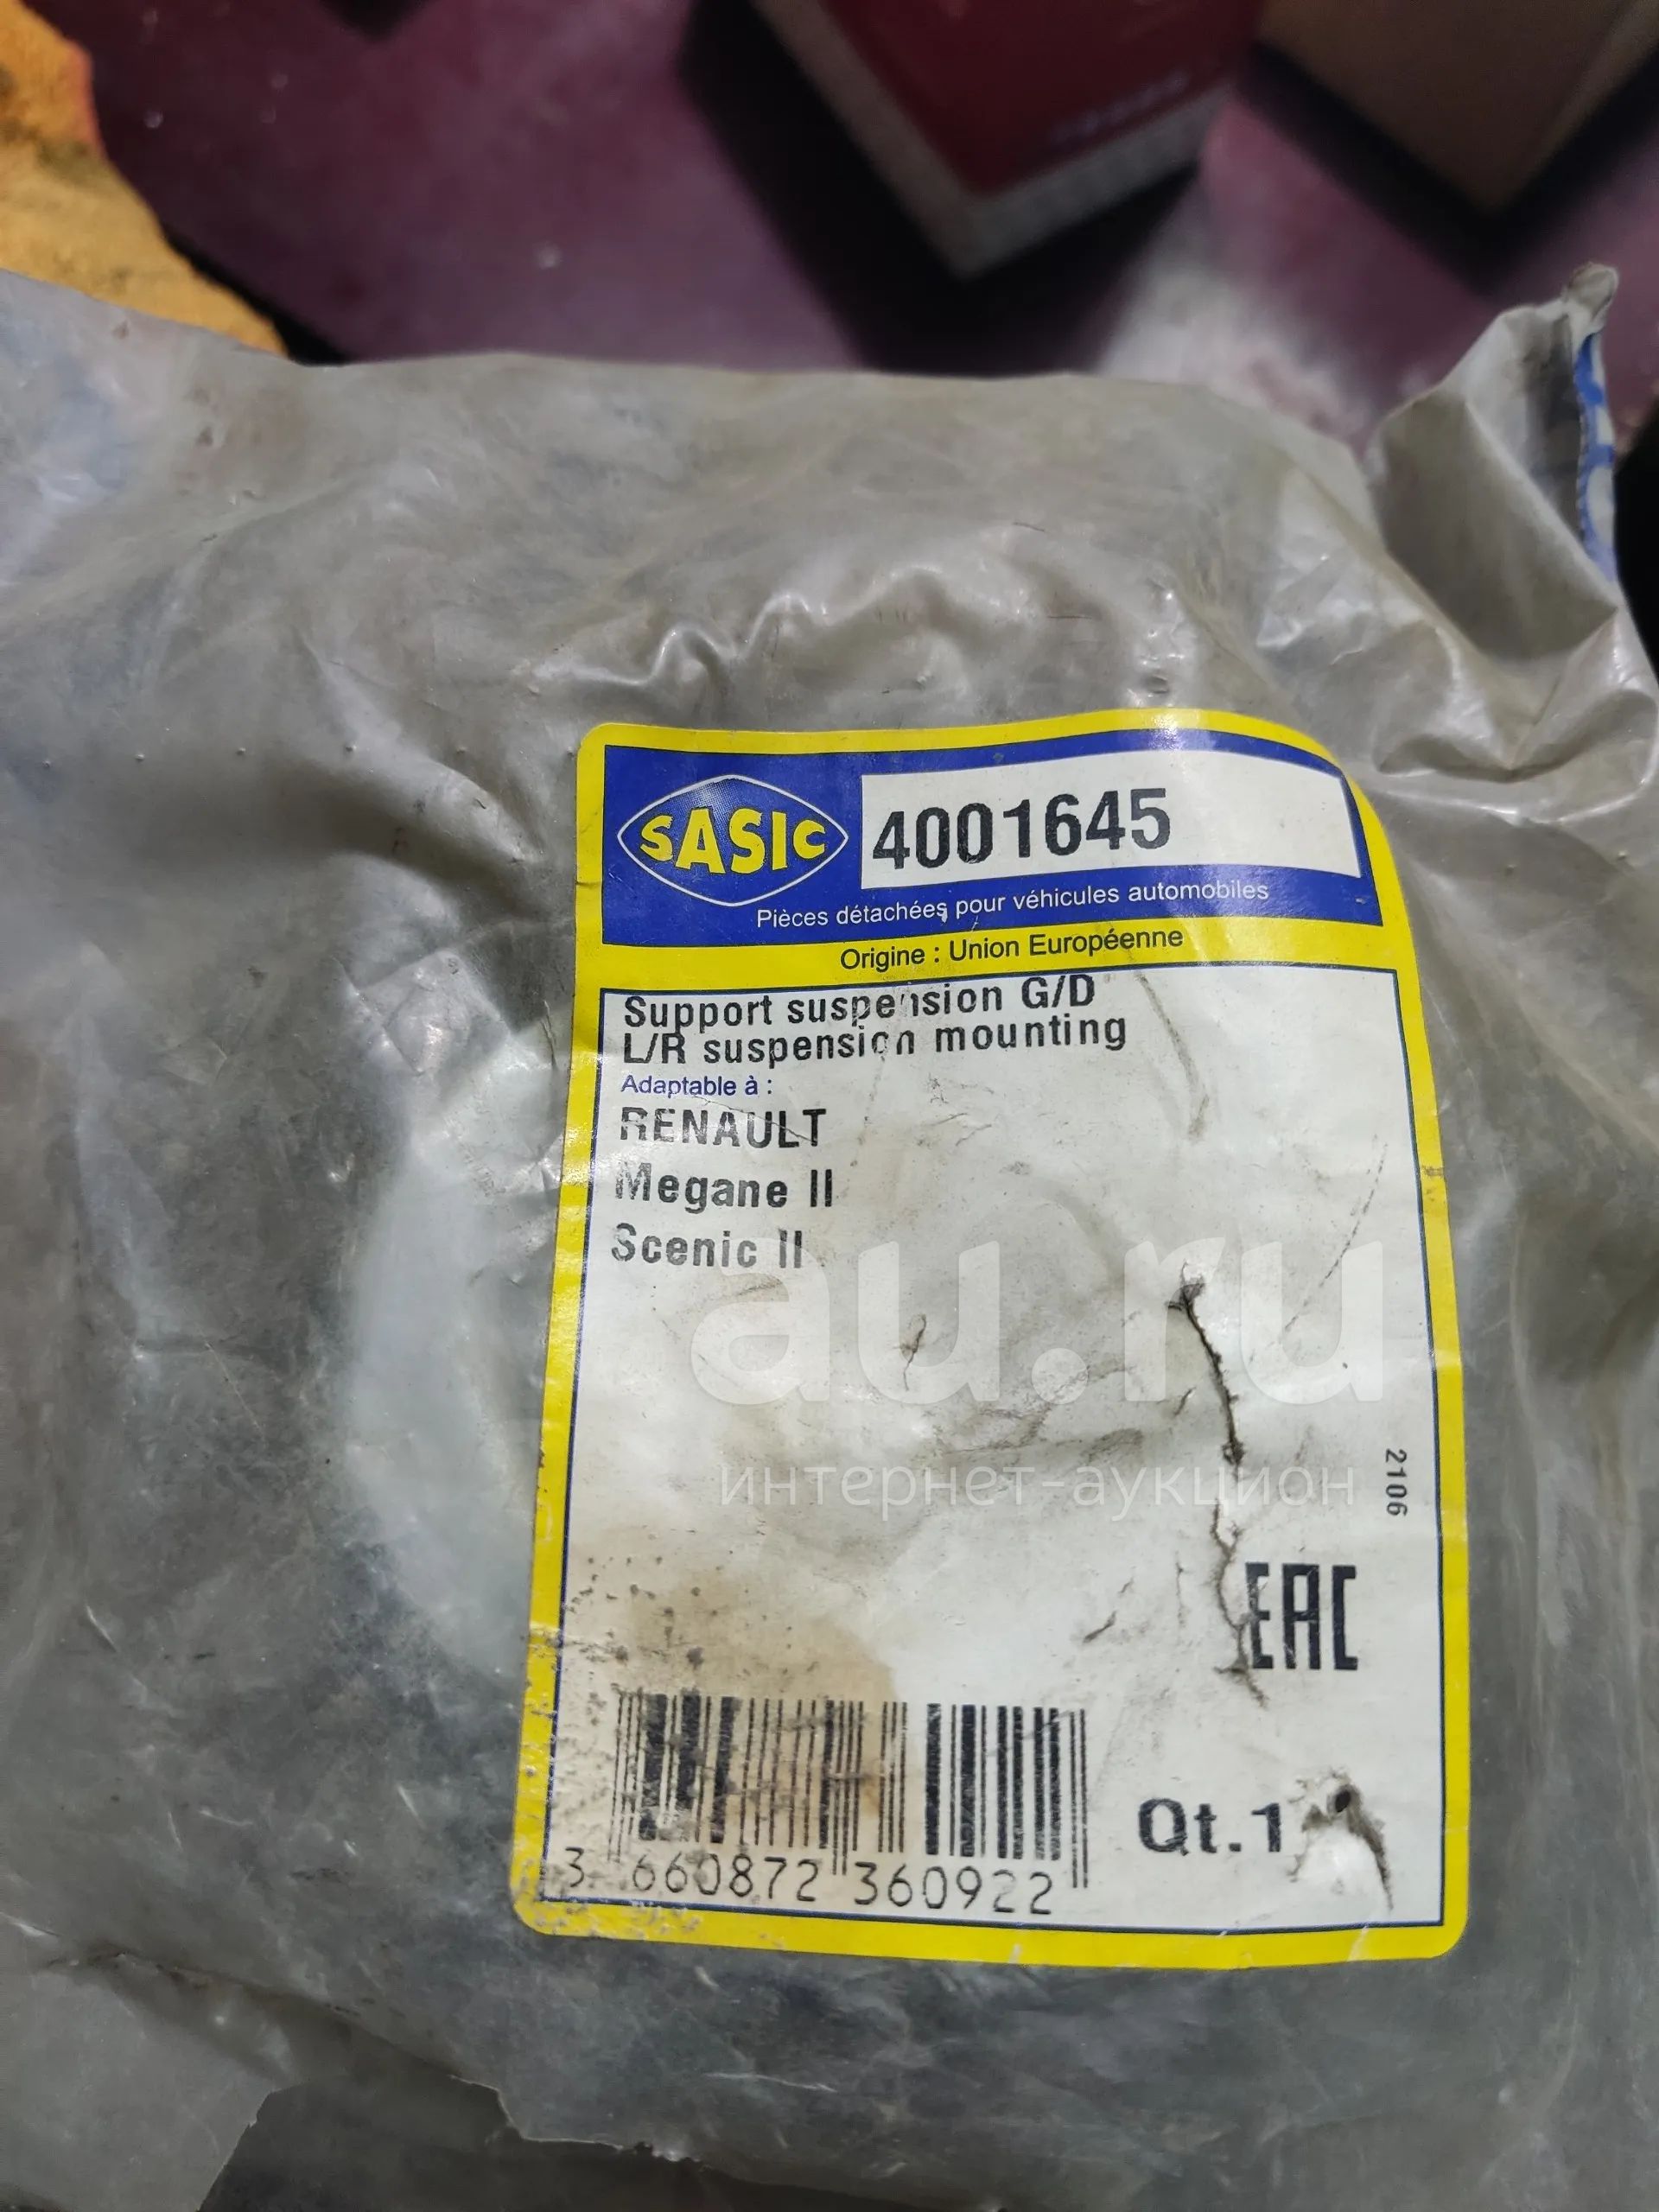 SASIC
4001645
Pièces détachées pour véhicules automobiles
Origine : Union Européenne
Support suspension G/D
L/R suspension mounting
Adaptable à :
RENAULT
Megane II
Scenic II
au.ru
интернет-аукцион
2106
EAC
Qt.1
3 660872 360922